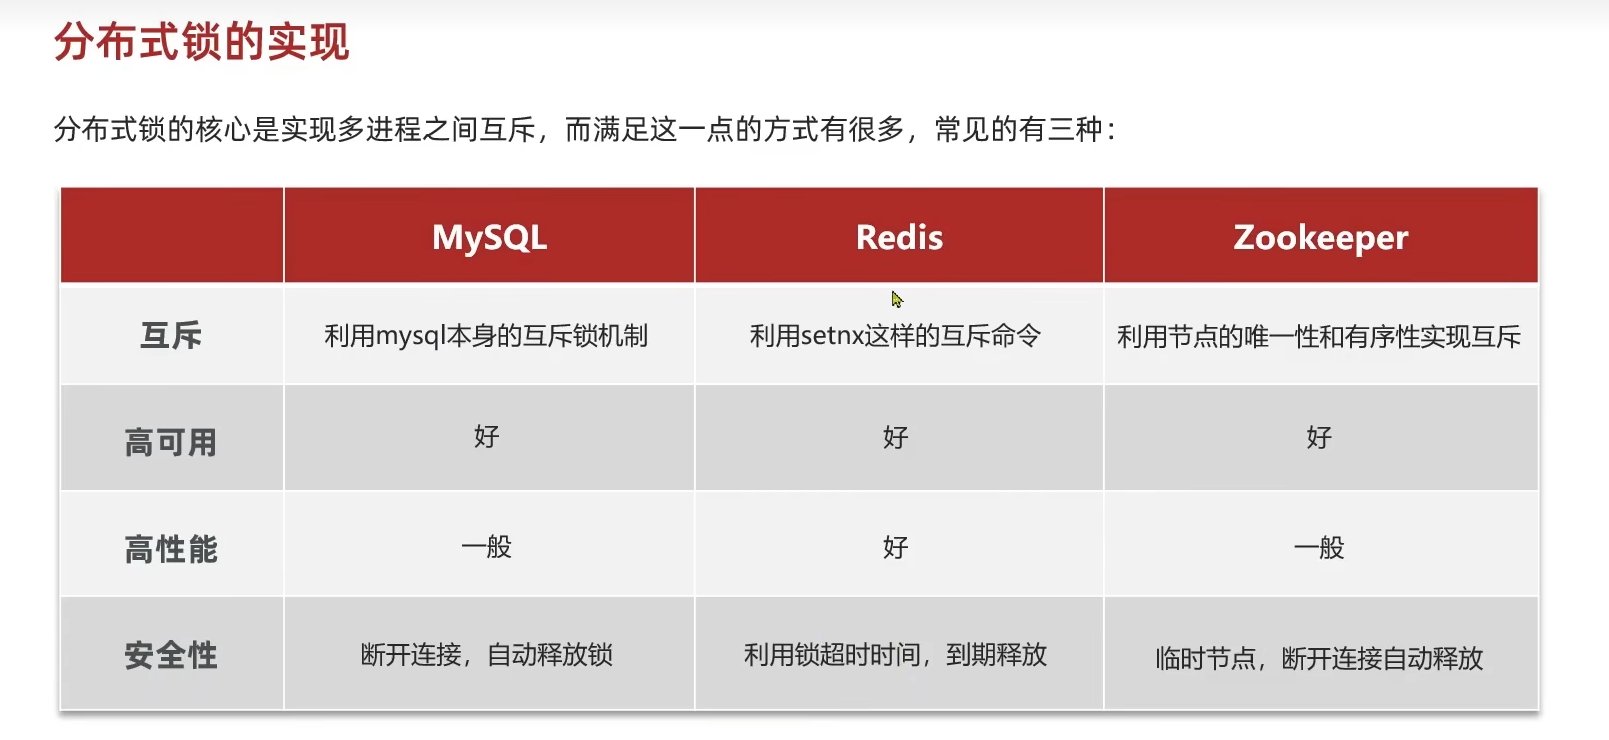 分布式锁的实现
分布式锁的核心是实现多进程之间互斥，而满足这一点的方式有很多，常见的有三种：
MySQL Redis Zookeeper
互斥 利用mysql本身的互斥锁机制 利用setnx这样的互斥命令 利用节点的唯一性和有序性实现互斥
高可用 好 好 好
高性能 一般 好 一般
安全性 断开连接，自动释放锁 利用锁超时时间，到期释放 临时节点，断开连接自动释放